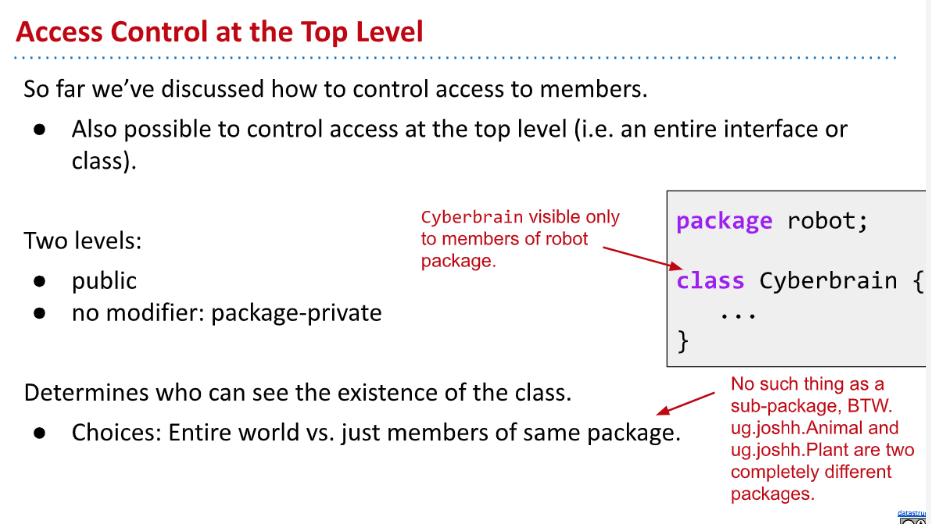 Access Control at the Top Level
So far we've discussed how to control access to members.
● Also possible to control access at the top level (i.e. an entire interface or
class).
Cyberbrain visible only
to members of robot
package.
package robot;
class Cyberbrain {
...
}
Two levels:
● public
● no modifier: package-private
Determines who can see the existence of the class.
● Choices: Entire world vs. just members of same package.
No such thing as a
sub-package, BTW.
ug.joshh.Animal and
ug.joshh.Plant are two
completely different
packages.